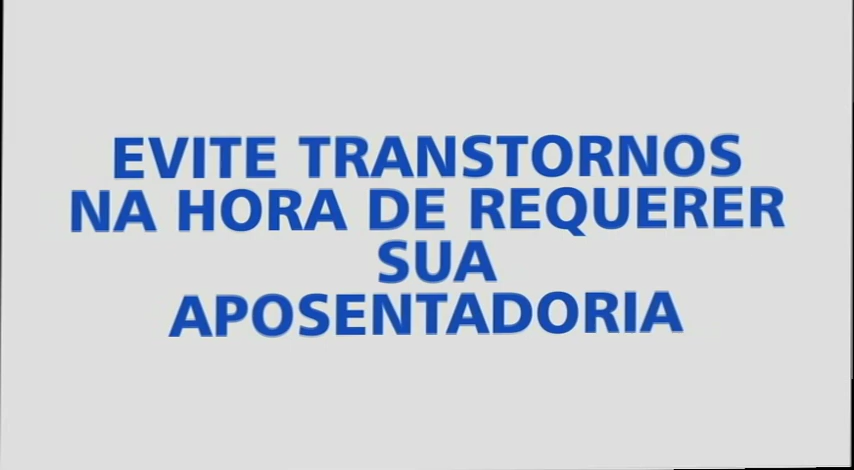 EVITE TRANSTORNOS
NA HORA DE REQUERER
SUA
APOSENTADORIA